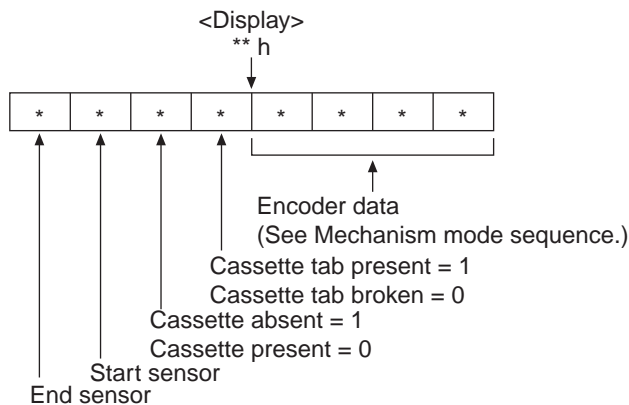 <Display>
** h
* * * * * * * *
Encoder data
(See Mechanism mode sequence.)
Cassette tab present = 1
Cassette tab broken = 0
Cassette absent = 1
Cassette present = 0
Start sensor
End sensor